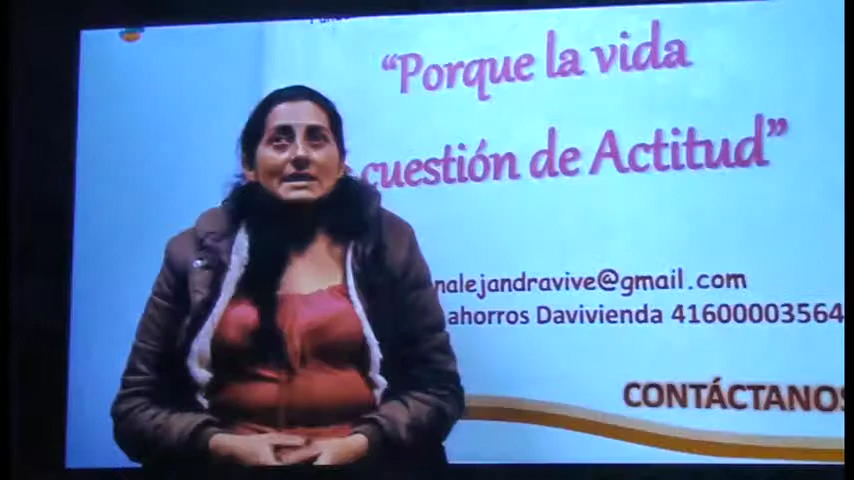 “Porque la vida
cuestión de Actitud”
nalejandravive@gmail.com
ahorros Davivienda 41600003564
CONTÁCTANOS